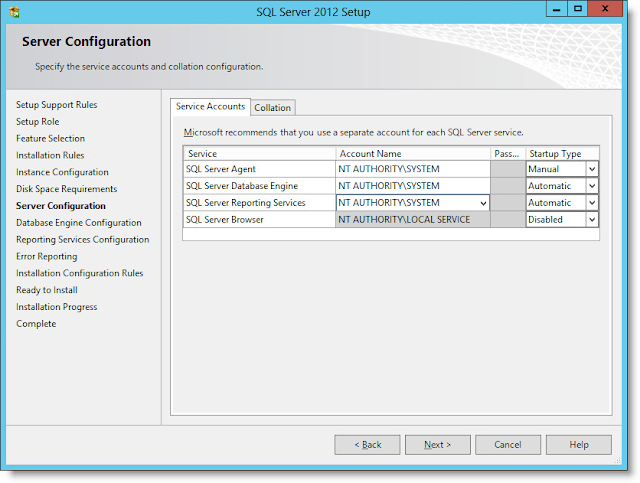 SQL Server 2012 Setup
Server Configuration
Specify the service accounts and collation configuration.
Setup Support Rules
Setup Role
Feature Selection
Installation Rules
Instance Configuration
Disk Space Requirements
Server Configuration
Database Engine Configuration
Reporting Services Configuration
Error Reporting
Installation Configuration Rules
Ready to Install
Installation Progress
Complete
Service Accounts Collation
Microsoft recommends that you use a separate account for each SQL Server service.
Service Account Name Pass... Startup Type
SQL Server Agent NT AUTHORITY\SYSTEM Manual
SQL Server Database Engine NT AUTHORITY\SYSTEM Automatic
SQL Server Reporting Services NT AUTHORITY\SYSTEM Automatic
SQL Server Browser NT AUTHORITY\LOCAL SERVICE Disabled
< Back Next > Cancel Help